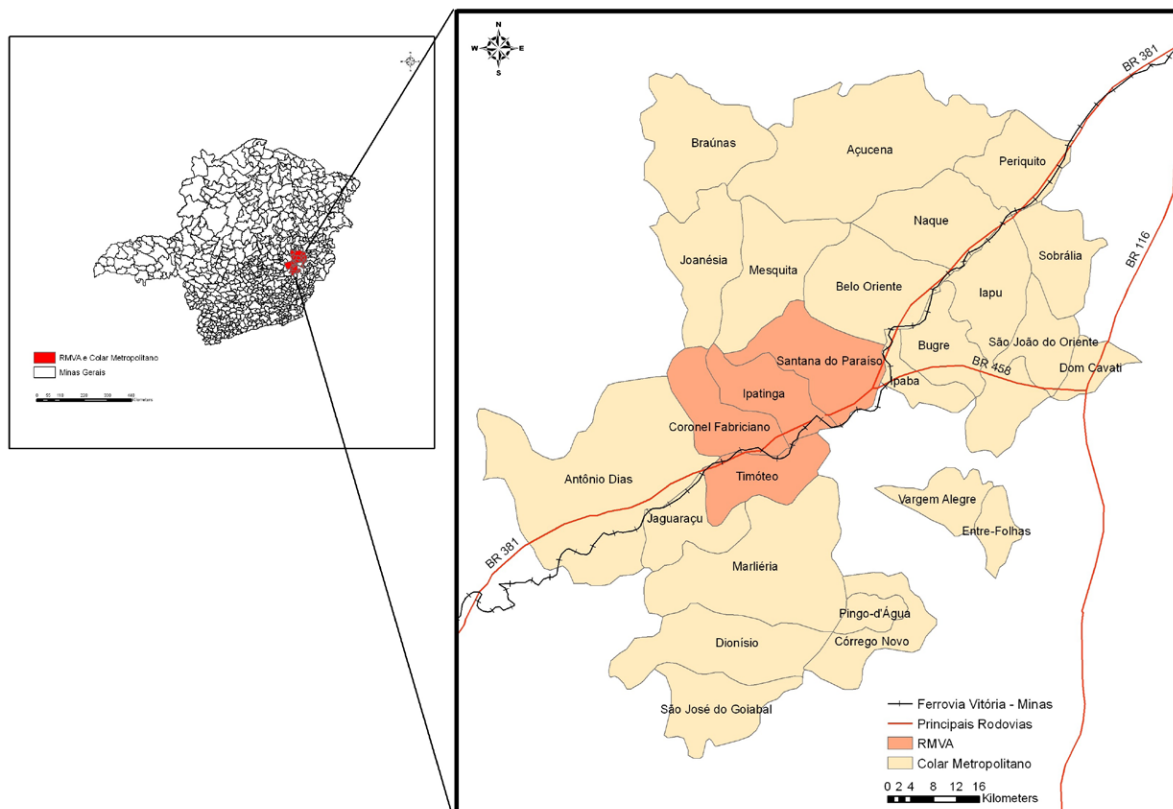 RMVA e Colar Metropolitano
Minas Gerais
Kilometers
N
W E
S
BR 381
Braúnas
Açucena
Periquito
Naque
BR 116
Joanésia
Mesquita
Sobrália
Belo Oriente
Iapu
Bugre
São João do Oriente
Santana do Paraíso
BR 458
Dom Cavati
Ipaba
Ipatinga
Coronel Fabriciano
Antônio Dias
Timóteo
Vargem Alegre
Jaguaraçu
Entre-Folhas
BR 381
Marliéria
Pingo-d'Água
Dionísio
Córrego Novo
São José do Goiabal
Ferrovia Vitória - Minas
Principais Rodovias
RMVA
Colar Metropolitano
0 2 4 8 12 16
Kilometers